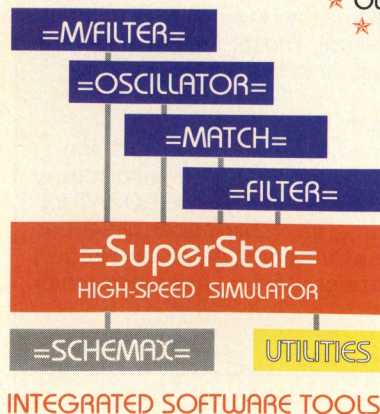 =M/FILTER=
=OSCILLATOR=
=MATCH=
=FILTER=
=SuperStar=
HIGH-SPEED SIMULATOR
=SCHEMAX=
UTILITIES
INTEGRATED SOFTWARE TOOLS